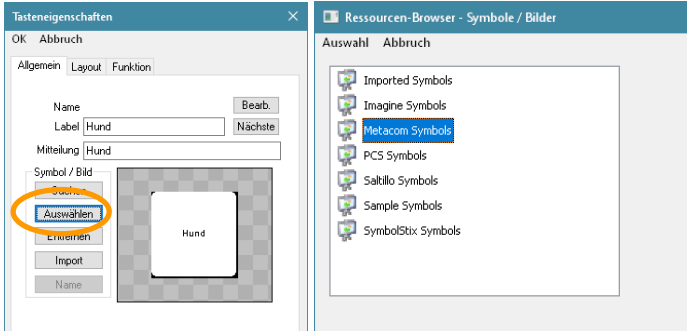 Tasteneigenschaften
OK Abbruch
Allgemein Layout Funktion
Name Bearb.
Label Hund Nächste
Mitteilung Hund
Symbol / Bild
Auswählen
Entfernen
Import
Name
Hund
Ressourcen-Browser - Symbole / Bilder
Auswahl Abbruch
Imported Symbols
Imagine Symbols
Metacom Symbols
PCS Symbols
Saltillo Symbols
Sample Symbols
SymbolStix Symbols